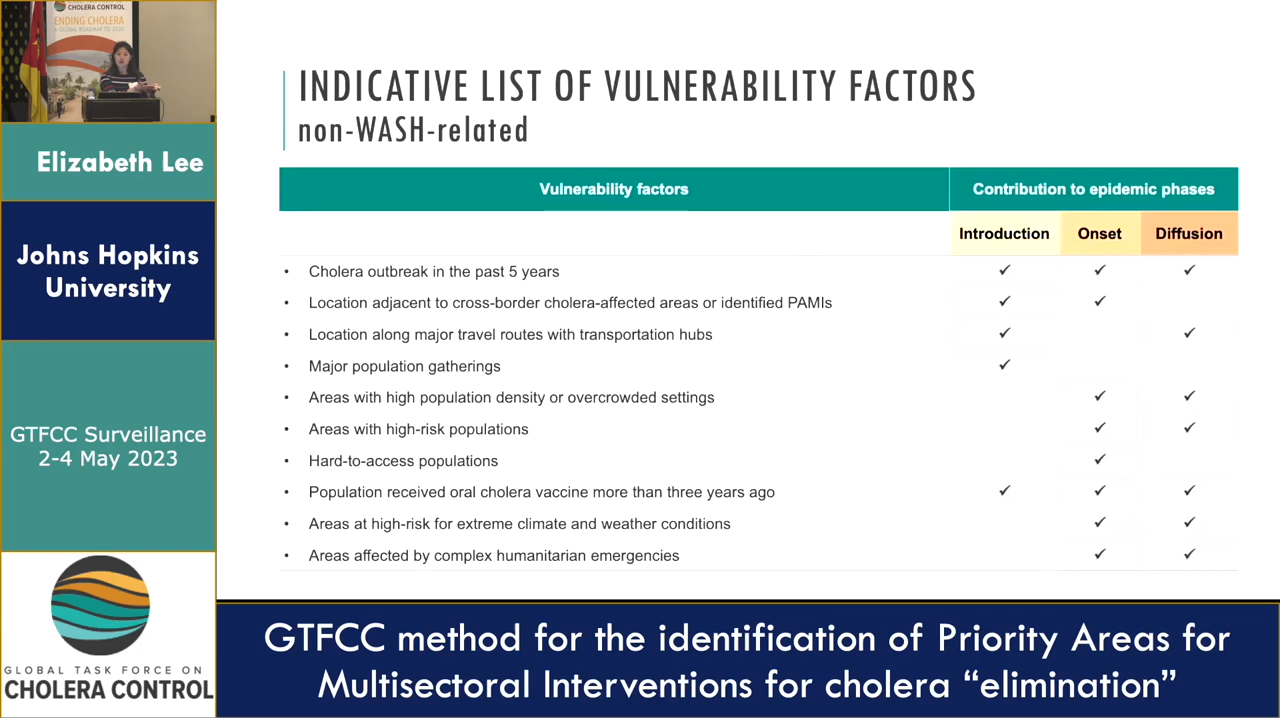 CHOLERA CONTROL
ENDING CHOLERA
A GLOBAL ROADMAP TO 2030
Elizabeth Lee
Johns Hopkins
University
GTFCC Surveillance
2-4 May 2023
GLOBAL TASK FORCE ON
CHOLERA CONTROL
INDICATIVE LIST OF VULNERABILITY FACTORS
non-WASH-related
Vulnerability factors Contribution to epidemic phases
Introduction Onset Diffusion
• Cholera outbreak in the past 5 years ✓ ✓ ✓
• Location adjacent to cross-border cholera-affected areas or identified PAMIs ✓ ✓
• Location along major travel routes with transportation hubs ✓ ✓
• Major population gatherings ✓
• Areas with high population density or overcrowded settings ✓ ✓
• Areas with high-risk populations ✓ ✓
• Hard-to-access populations ✓
• Population received oral cholera vaccine more than three years ago ✓ ✓ ✓
• Areas at high-risk for extreme climate and weather conditions ✓ ✓
• Areas affected by complex humanitarian emergencies ✓ ✓
GTFCC method for the identification of Priority Areas for
Multisectoral Interventions for cholera “elimination”